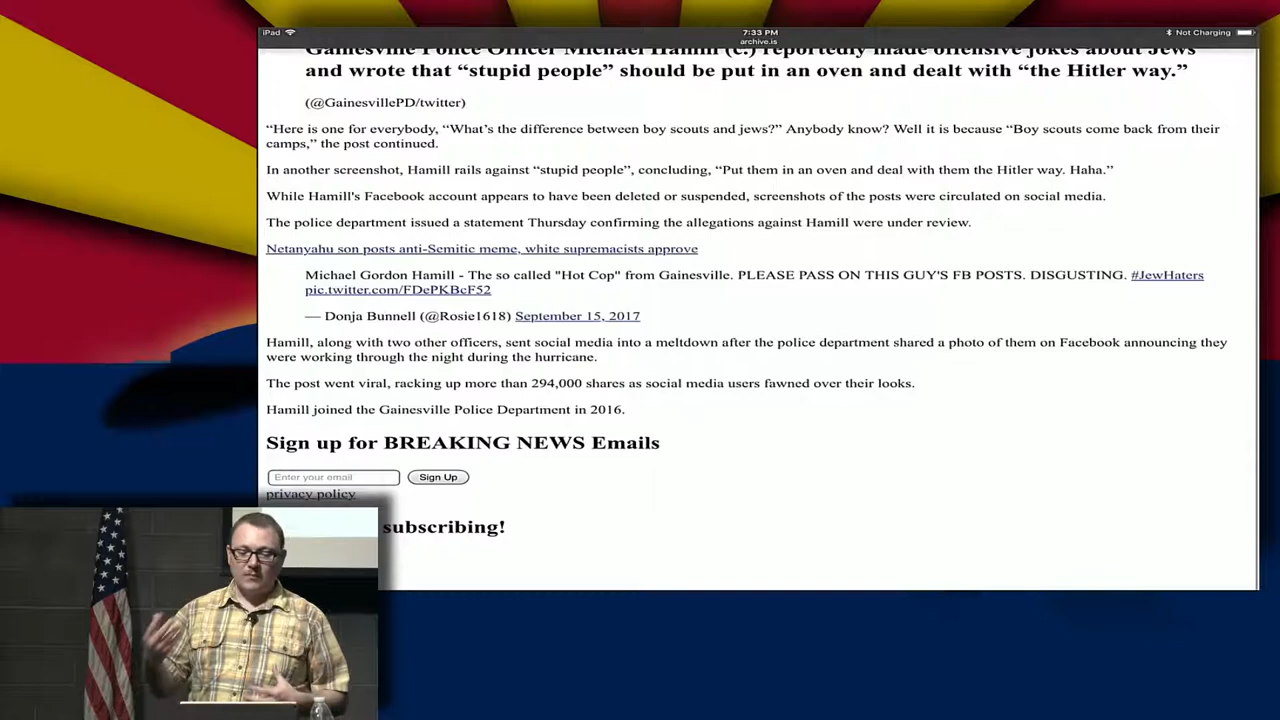 iPad
7:33 PM
Not Charging
archive.is
Gainesville Police Officer Michael Hamill (c.) reportedly made offensive jokes about Jews
and wrote that “stupid people” should be put in an oven and dealt with “the Hitler way.”
(@GainesvillePD/twitter)
“Here is one for everybody, “What’s the difference between boy scouts and jews?” Anybody know? Well it is because “Boy scouts come back from their
camps,” the post continued.
In another screenshot, Hamill rails against “stupid people”, concluding, “Put them in an oven and deal with them the Hitler way. Haha.”
While Hamill's Facebook account appears to have been deleted or suspended, screenshots of the posts were circulated on social media.
The police department issued a statement Thursday confirming the allegations against Hamill were under review.
Netanyahu son posts anti-Semitic meme, white supremacists approve
Michael Gordon Hamill - The so called "Hot Cop" from Gainesville. PLEASE PASS ON THIS GUY'S FB POSTS. DISGUSTING. #JewHaters
pic.twitter.com/FDePKBcF52
— Donja Bunnell (@Rosie1618) September 15, 2017
Hamill, along with two other officers, sent social media into a meltdown after the police department shared a photo of them on Facebook announcing they
were working through the night during the hurricane.
The post went viral, racking up more than 294,000 shares as social media users fawned over their looks.
Hamill joined the Gainesville Police Department in 2016.
Sign up for BREAKING NEWS Emails
Enter your email Sign Up
privacy policy
subscribing!